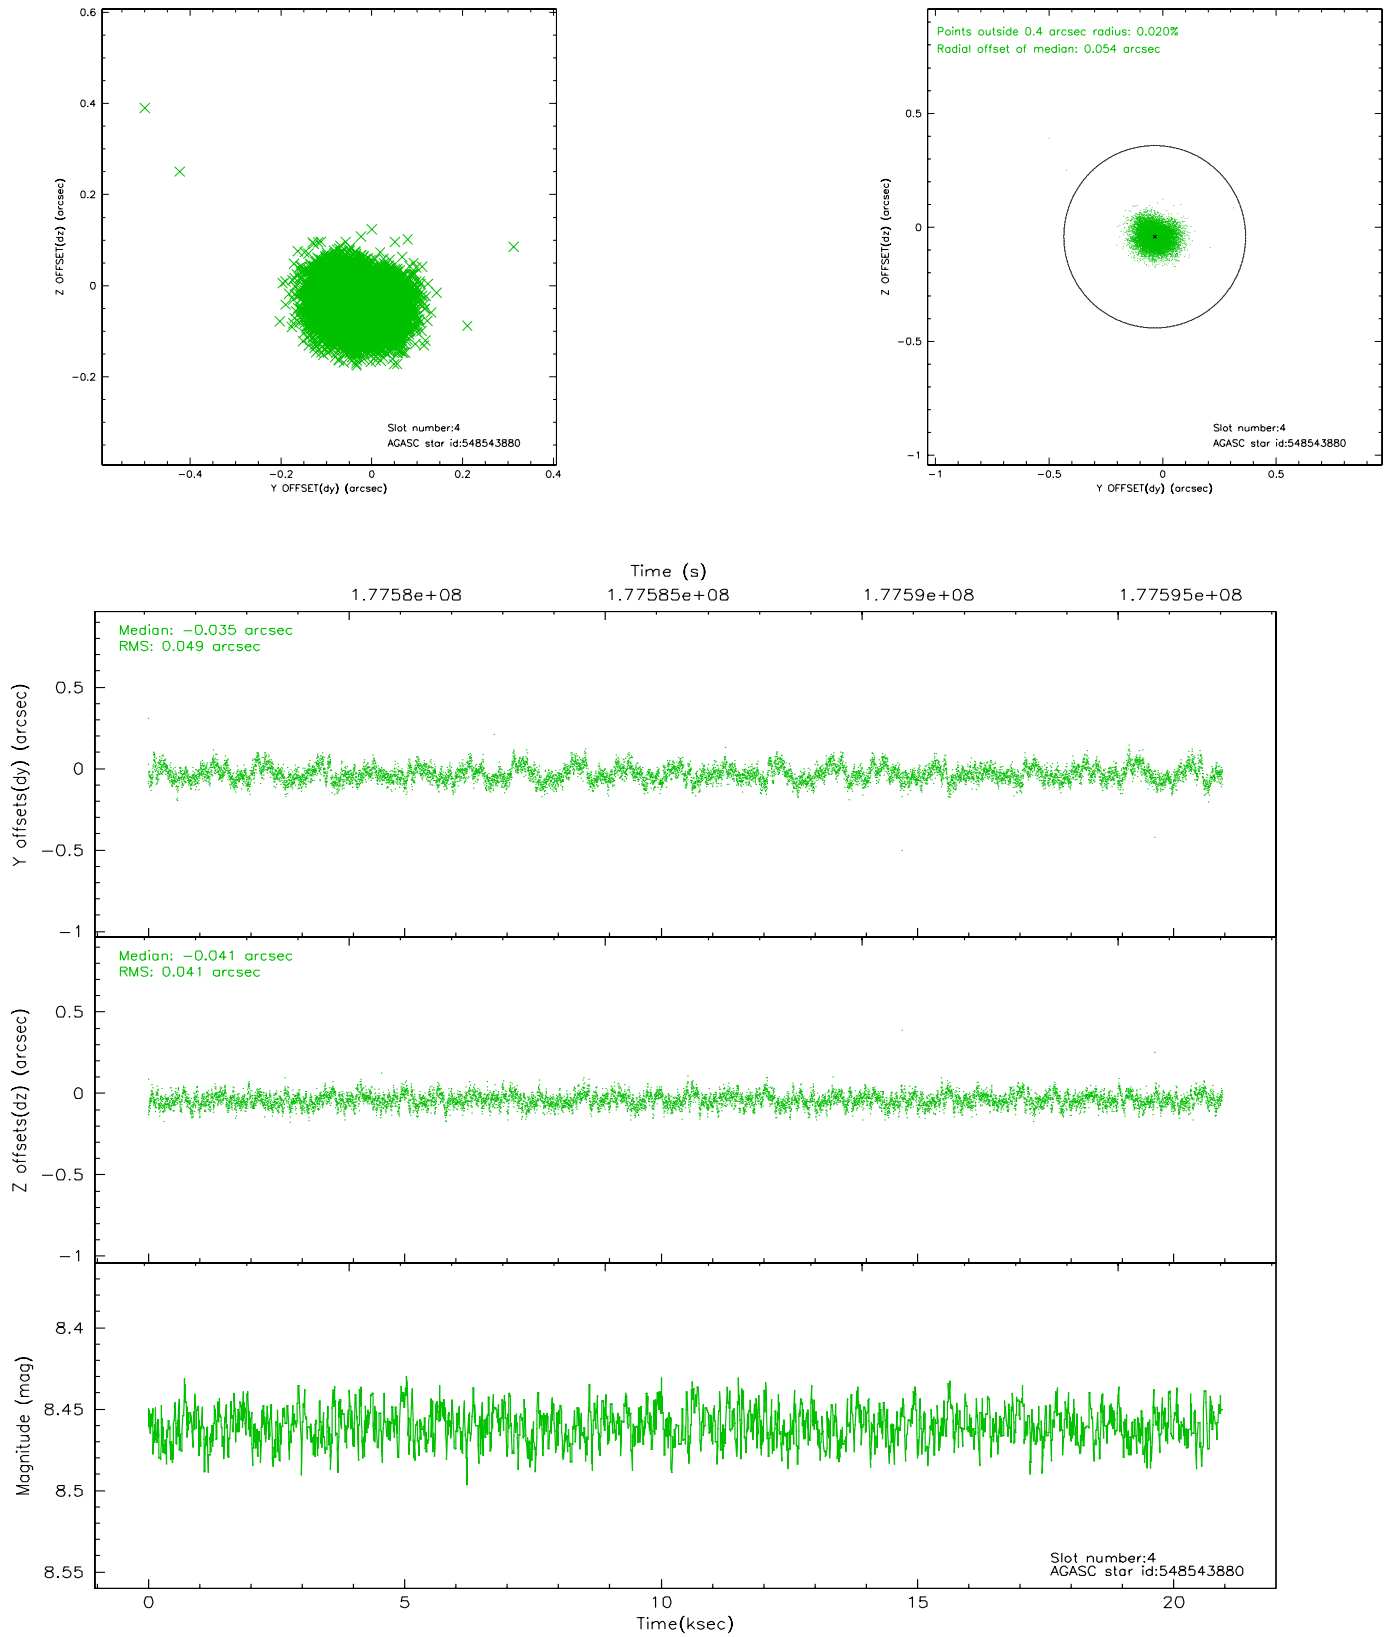 0.6
0.4
0.2
0
−0.2
Z OFFSET(dz) (arcsec)
Slot number:4
AGASC star id:548543880
−0.4 −0.2 0 0.2 0.4
Y OFFSET(dy) (arcsec)
Points outside 0.4 arcsec radius: 0.020%
Radial offset of median: 0.054 arcsec
0.5
0
−0.5
−1
Z OFFSET(dz) (arcsec)
Slot number:4
AGASC star id:548543880
−1 −0.5 0 0.5
Y OFFSET(dy) (arcsec)
Time (s)
1.7758e+08 1.77585e+08 1.7759e+08 1.77595e+08
Median: −0.035 arcsec
RMS: 0.049 arcsec
0.5
0
−0.5
−1
Y offsets(dy) (arcsec)
Median: −0.041 arcsec
RMS: 0.041 arcsec
0.5
0
−0.5
−1
Z offsets(dz) (arcsec)
8.4
8.45
8.5
8.55
Magnitude (mag)
Slot number:4
AGASC star id:548543880
0 5 10 15 20
Time(ksec)